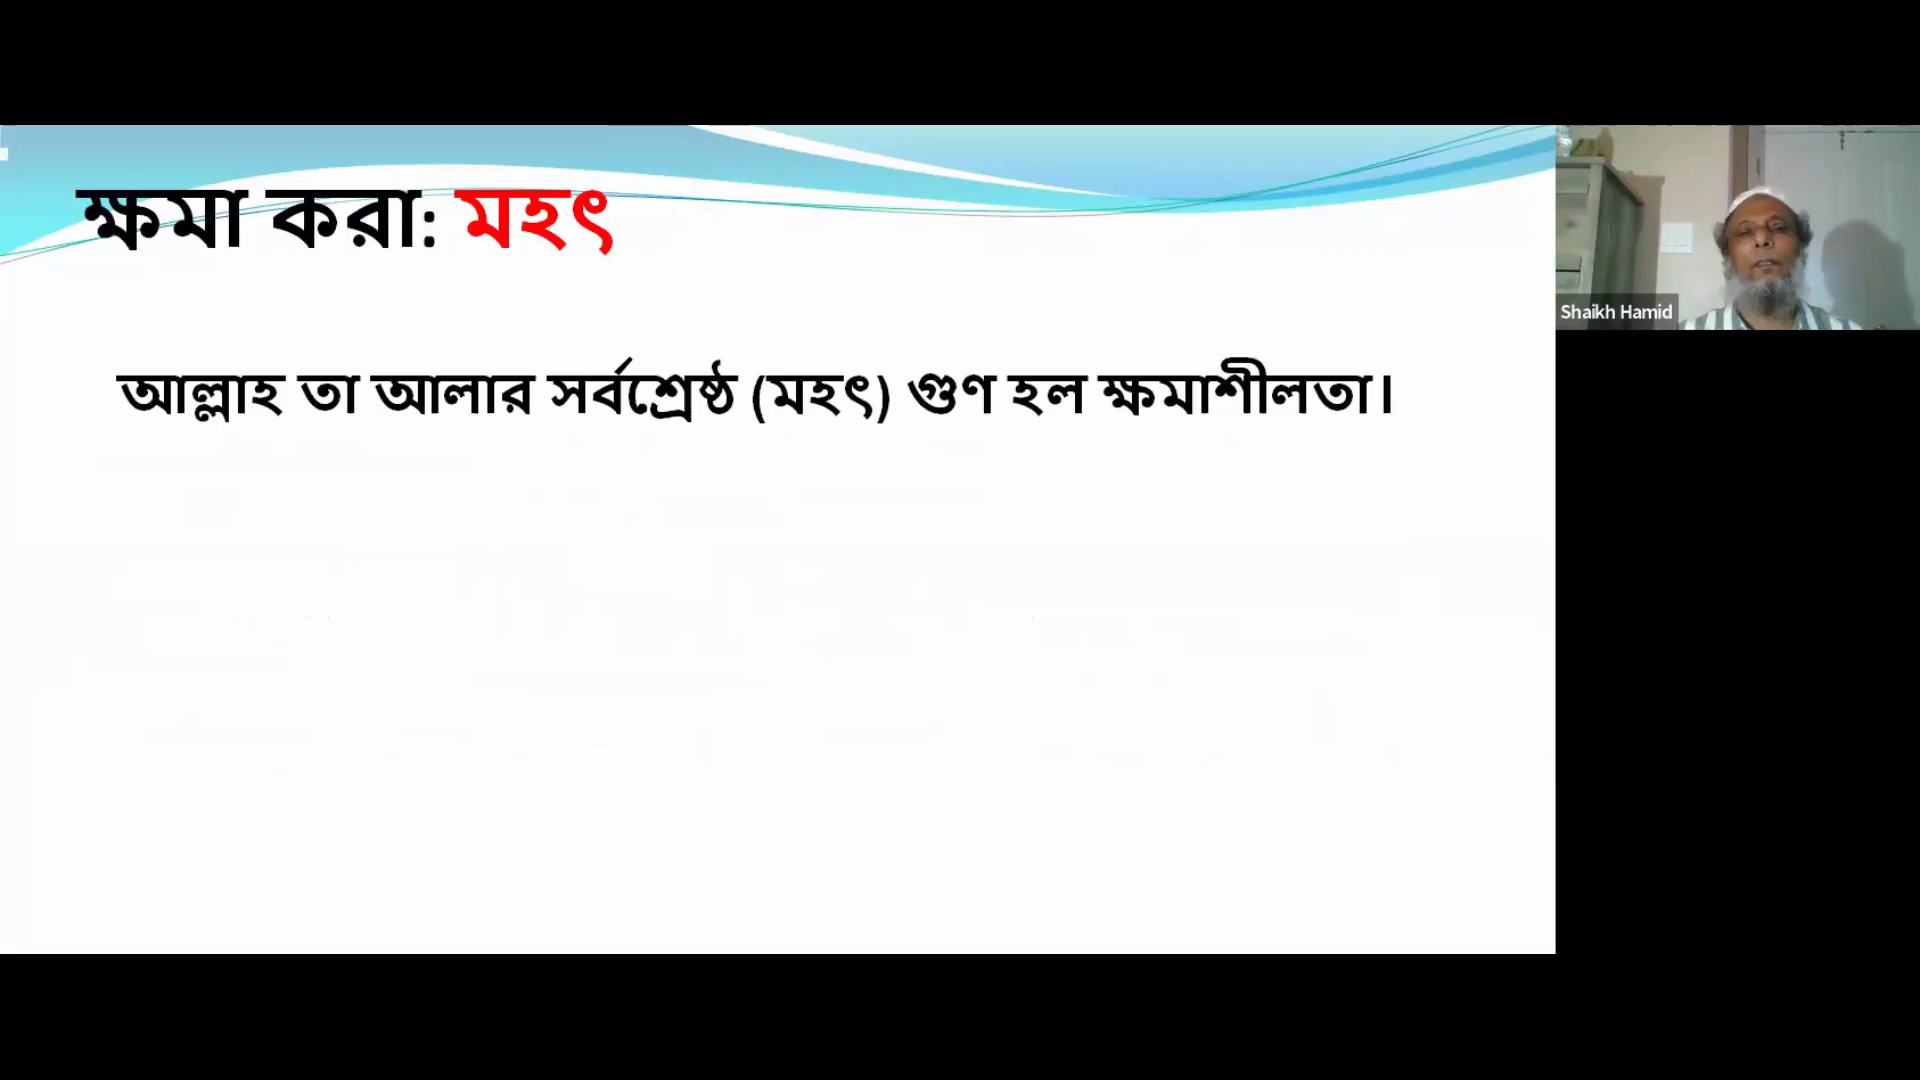 ক্ষমা করা: মহৎ
আল্লাহ তা আলার সর্বশ্রেষ্ঠ (মহৎ) গুণ হল ক্ষমাশীলতা।
Shaikh Hamid